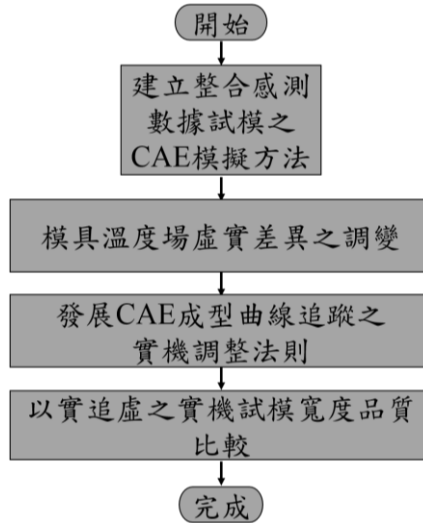 開始
建立整合感測
數據試模之
CAE模擬方法
模具溫度場虛實差異之調變
發展CAE成型曲線追蹤之
實機調整法則
以實追虛之實機試模寬度品質
比較
完成